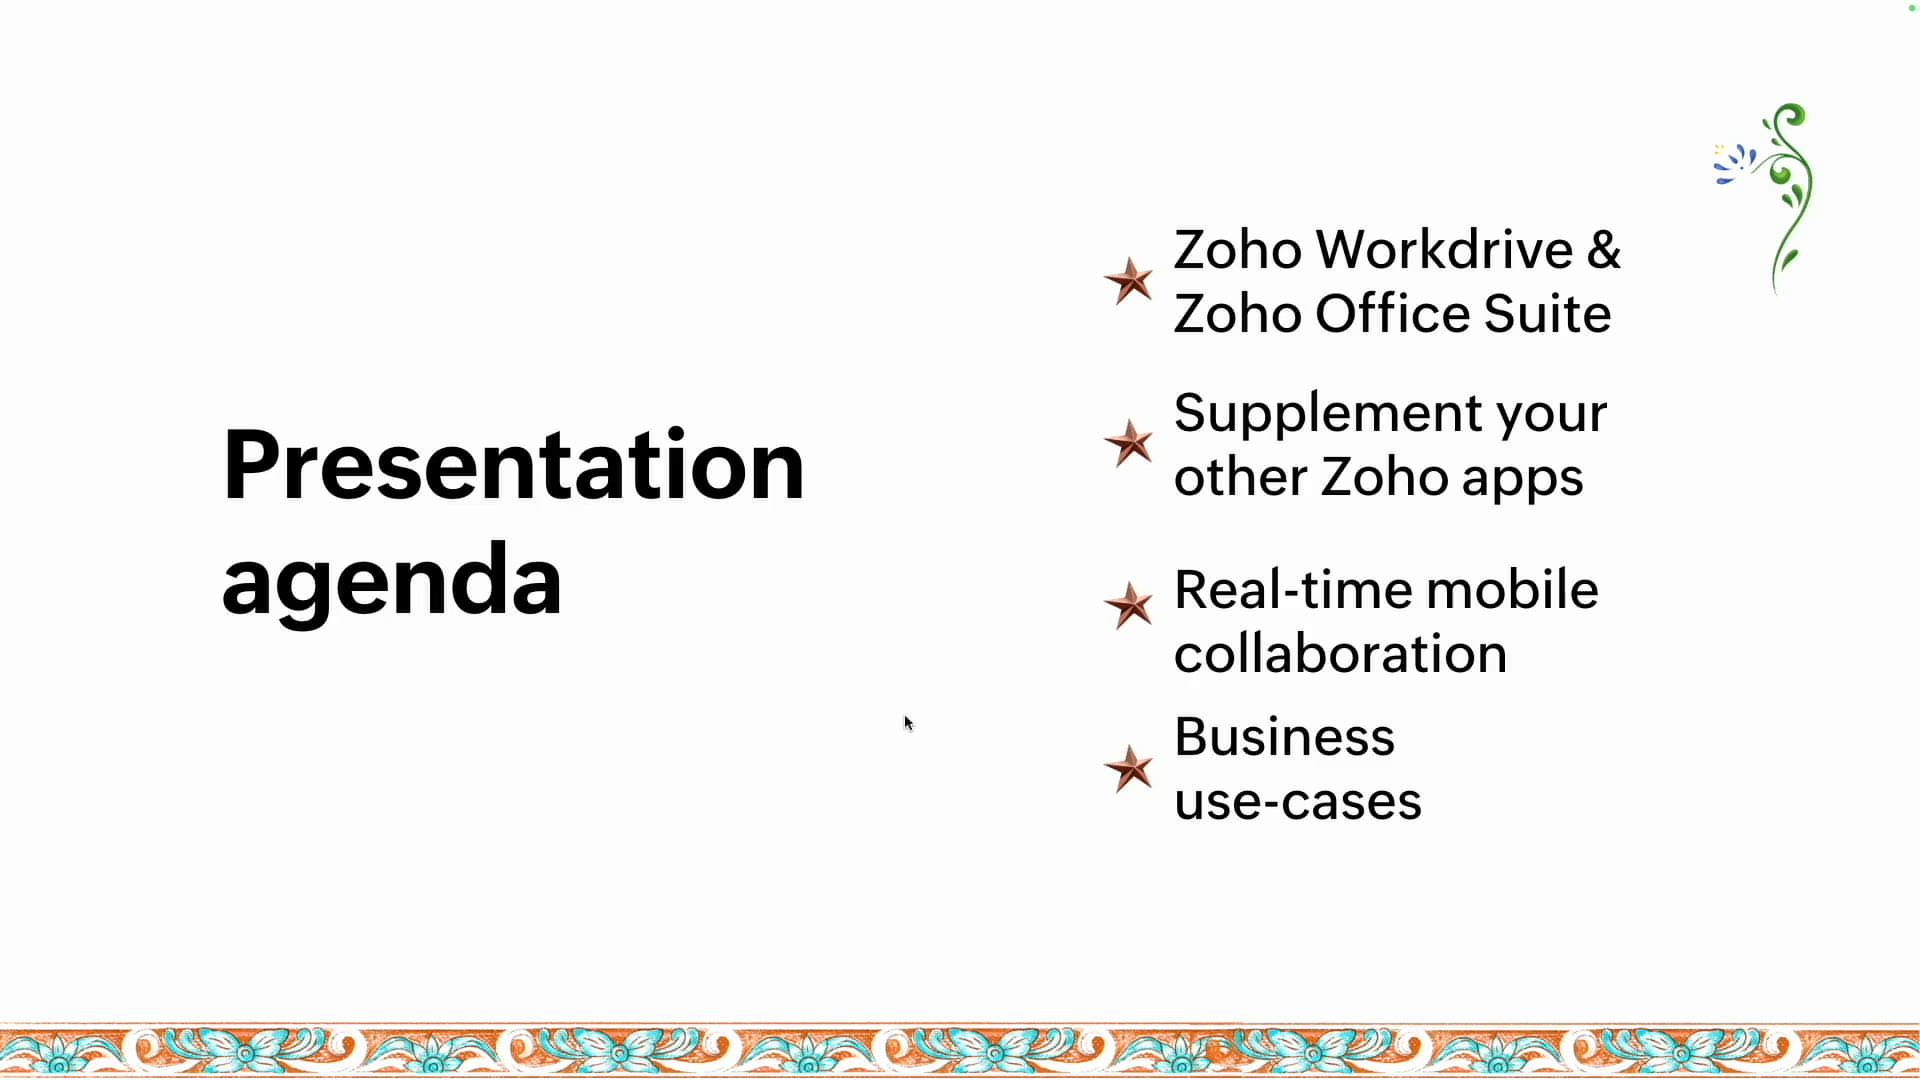 Presentation
agenda
Zoho Workdrive &
Zoho Office Suite
Supplement your
other Zoho apps
Real-time mobile
collaboration
Business
use-cases